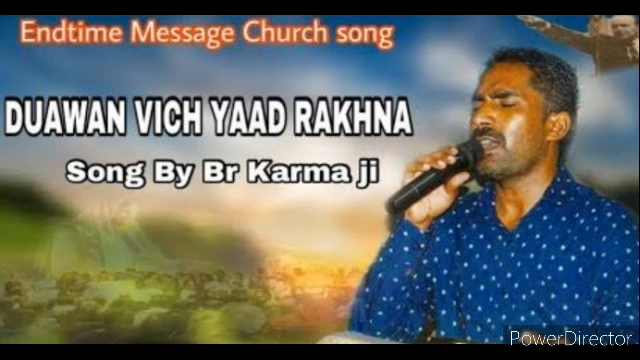 Endtime Message Church song
DUAWAN VICH YAAD RAKHNA
Song By Br Karma ji
PowerDirector